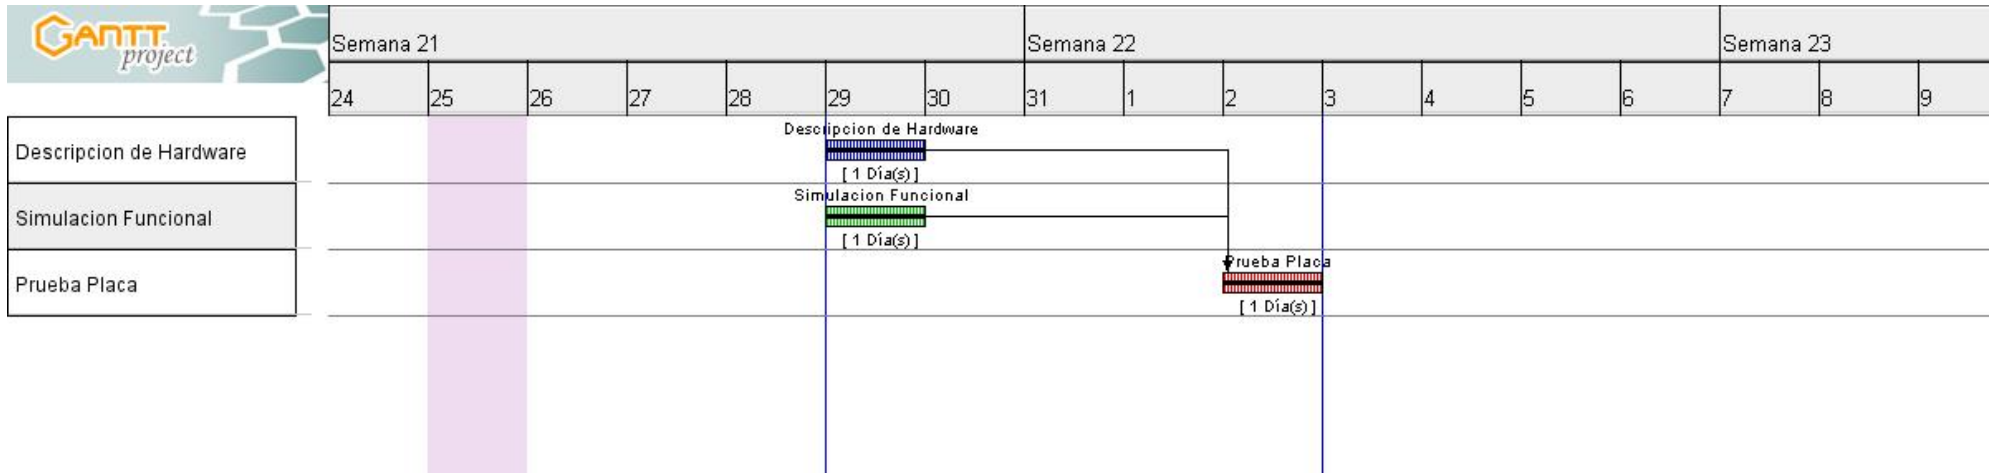 GANTT
project
Semana 21 Semana 22 Semana 23
24 25 26 27 28 29 30 31 1 2 3 4 5 6 7 8 9
Descripcion de Hardware
Descripcion de Hardware
[ 1 Día(s) ]
Simulacion Funcional
Simulacion Funcional
[ 1 Día(s) ]
Prueba Placa
Prueba Placa
[ 1 Día(s) ]